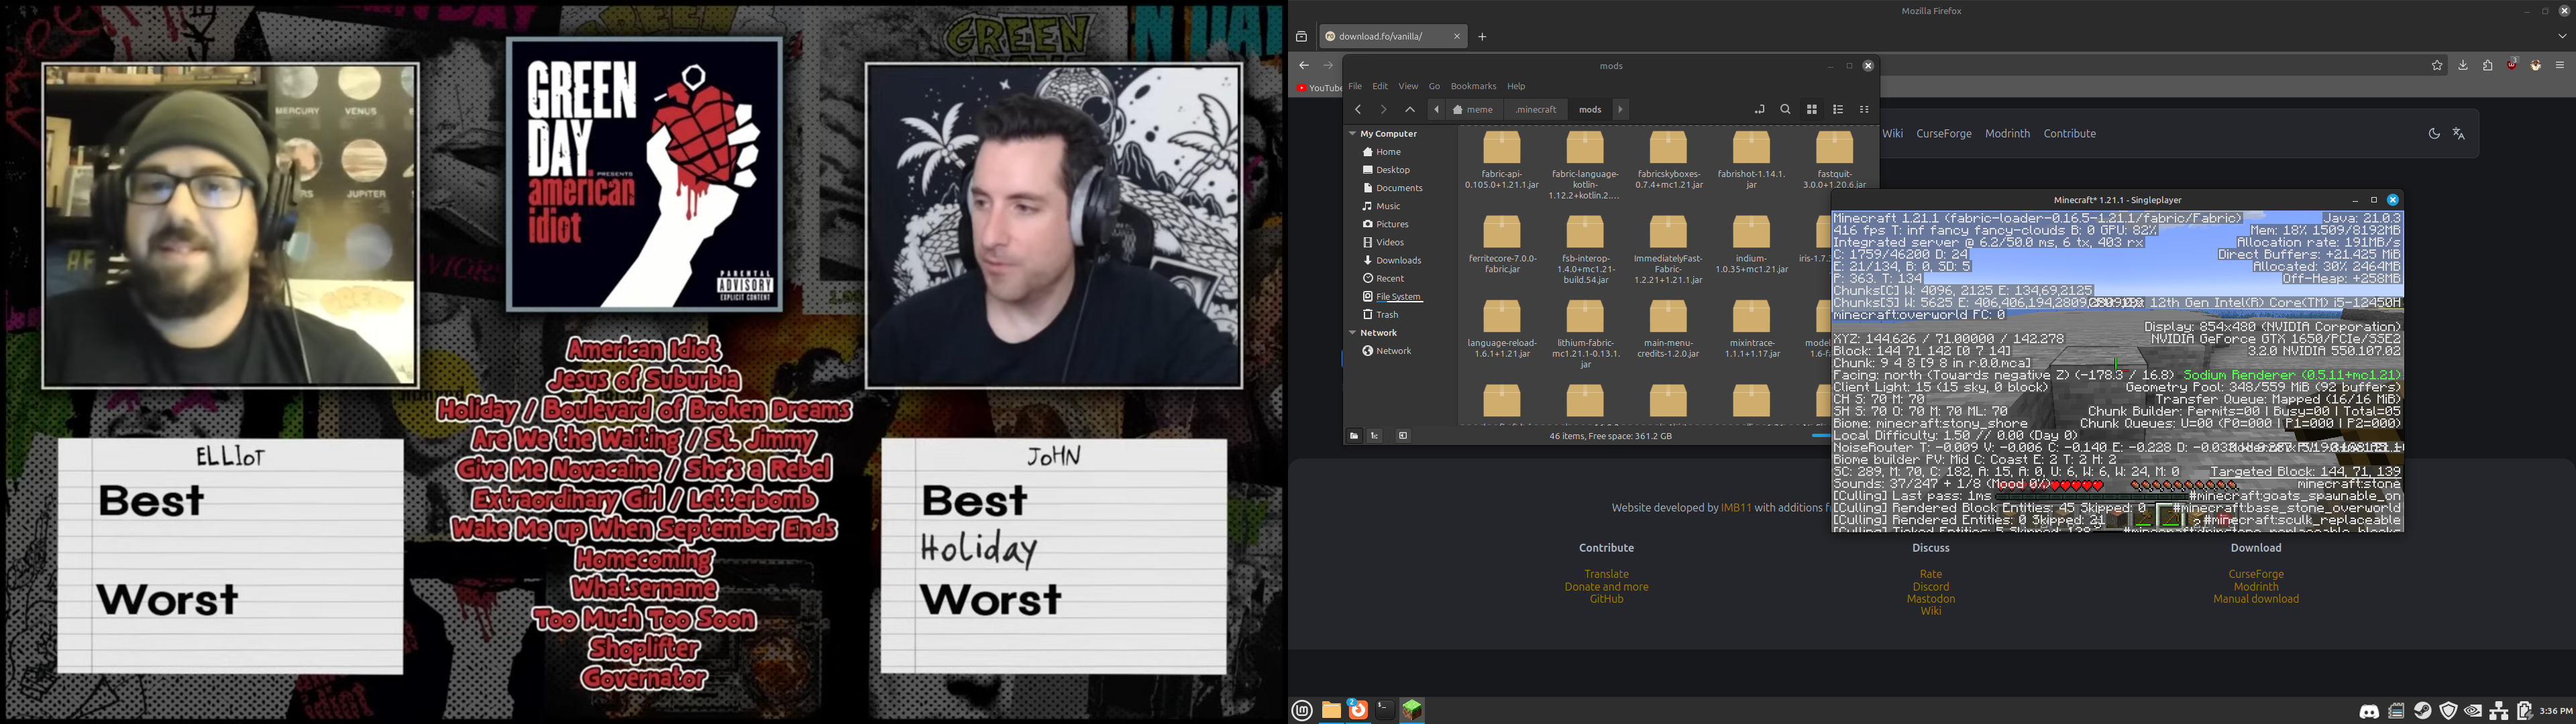 MERCURY
VENUS
JUPITER
GREEN
DAY.
PRESENTS
american
idiot
PARENTAL
ADVISORY
EXPLICIT CONTENT
American Idiot
Jesus of Suburbia
Holiday / Boulevard of Broken Dreams
Are We the Waiting / St. Jimmy
Give Me Novacaine / She's a Rebel
Extraordinary Girl / Letterbomb
Wake Me up When September Ends
Homecoming
Whatsername
Too Much Too Soon
Shoplifter
Governator
ELLIOT
Best
Worst
JOHN
Best
Holiday
Worst
Mozilla Firefox
download.fo/vanilla/
YouTube
Wiki CurseForge Modrinth Contribute
mods
File Edit View Go Bookmarks Help
meme .minecraft mods
My Computer
Home
Desktop
Documents
Music
Pictures
Videos
Downloads
Recent
File System
Trash
Network
Network
fabric-api-
0.105.0+1.21.1.jar
fabric-language-
kotlin-
1.12.2+kotlin.2....
fabricskyboxes-
0.7.4+mc1.21.jar
fabrishot-1.14.1.
jar
fastquit-
3.0.0+1.20.6.jar
ferritecore-7.0.0-
fabric.jar
fsb-interop-
1.4.0+mc1.21-
build.54.jar
ImmediatelyFast-
Fabric-
1.2.21+1.21.1.jar
indium-
1.0.35+mc1.21.jar
iris-1.7.
language-reload-
1.6.1+1.21.jar
lithium-fabric-
mc1.21.1-0.13.1.
jar
main-menu-
credits-1.2.0.jar
mixintrace-
1.1.1+1.17.jar
model
1.6-fa
46 items, Free space: 361.2 GB
Minecraft* 1.21.1 - Singleplayer
Minecraft 1.21.1 (fabric-loader-0.16.5-1.21.1/fabric/Fabric)
Java: 21.0.3
416 fps T: inf fancy fancy-clouds B: 0 GPU: 82%
Mem: 18% 1509/8192MB
Integrated server @ 6.2/50.0 ms, 6 tx, 403 rx
Allocation rate: 191MB/s
C: 1759/46200 D: 24
Direct Buffers: +21.425 MiB
E: 21/134, B: 0, SD: 5
Allocated: 30% 2464MB
P: 363. T: 134
Off-Heap: +258MB
Chunks[C] W: 4096, 2125 E: 134,69,2125
Chunks[S] W: 5625 E: 406,406,194,2809,2809
12th Gen Intel(R) Core(TM) i5-12450H
minecraft:overworld FC: 0
Display: 854x480 (NVIDIA Corporation)
XYZ: 144.626 / 71.00000 / 142.278
NVIDIA GeForce GTX 1650/PCIe/SSE2
Block: 144 71 142 [0 7 14]
3.2.0 NVIDIA 550.107.02
Chunk: 9 4 8 [9 8 in r.0.0.mca]
Facing: north (Towards negative Z) (-178.3 / 16.8)
Sodium Renderer (0.5.11+mc1.21)
Client Light: 15 (15 sky, 0 block)
Geometry Pool: 348/559 MiB (92 buffers)
CH S: 70 M: 70
Transfer Queue: Mapped (16/16 MiB)
SH S: 70 O: 70 M: 70 ML: 70
Chunk Builder: Permits=00 | Busy=00 | Total=05
Biome: minecraft:stony_shore
Chunk Queues: U=00 (P0=000 | P1=000 | P2=000)
Local Difficulty: 1.50 // 0.00 (Day 0)
NoiseRouter T: -0.009 V: -0.006 C: -0.140 E: -0.228
Biome builder PV: Mid C: Coast E: 2 T: 2 H: 2
SC: 289, M: 70, C: 182, A: 15, A: 0, U: 6, W: 6, W: 24, M: 0
Targeted Block: 144, 71, 139
Sounds: 37/247 + 1/8 (Mood 0%)
minecraft:stone
[Culling] Last pass: 1ms
#minecraft:goats_spawnable_on
[Culling] Rendered Block Entities: 45 Skipped: 0
#minecraft:base_stone_overworld
[Culling] Rendered Entities: 0 Skipped: 21
#minecraft:sculk_replaceable
Website developed by IMB11 with additions
Contribute
Translate
Donate and more
GitHub
Discuss
Rate
Discord
Mastodon
Wiki
Download
CurseForge
Modrinth
Manual download
3:36 PM